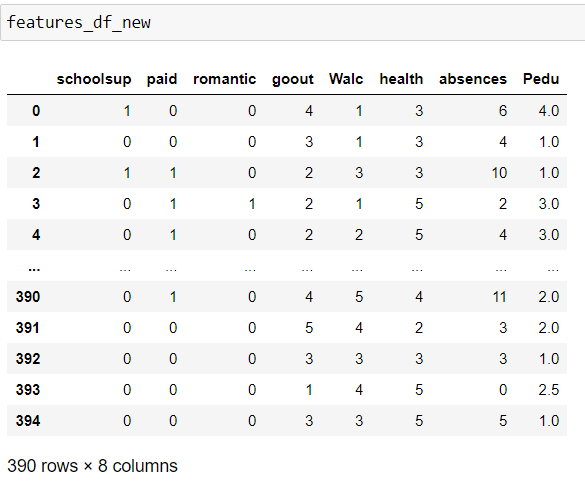 features_df_new
schoolsup paid romantic goout Walc health absences Pedu
0 1 0 0 4 1 3 6 4.0
1 0 0 0 3 1 3 4 1.0
2 1 1 0 2 3 3 10 1.0
3 0 1 1 2 1 5 2 3.0
4 0 1 0 2 2 5 4 3.0
... ... ... ... ... ... ... ... ...
390 0 1 0 4 5 4 11 2.0
391 0 0 0 5 4 2 3 2.0
392 0 0 0 3 3 3 3 1.0
393 0 0 0 1 4 5 0 2.5
394 0 0 0 3 3 5 5 1.0
390 rows × 8 columns